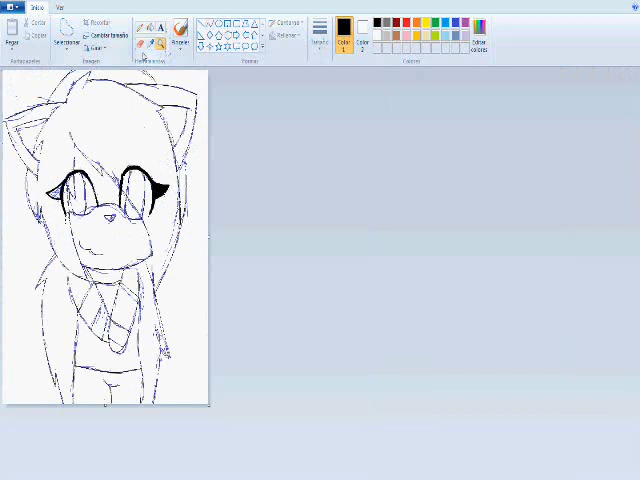 Inicio Ver
Pegar
Cortar
Copiar
Portapapeles
Seleccionar
Recortar
Cambiar tamaño
Girar
Imagen
A
Herramientas
Pinceles
Contorno
Rellenar
Formas
Tamaño
Color 1
Color 2
Editar colores
Colores